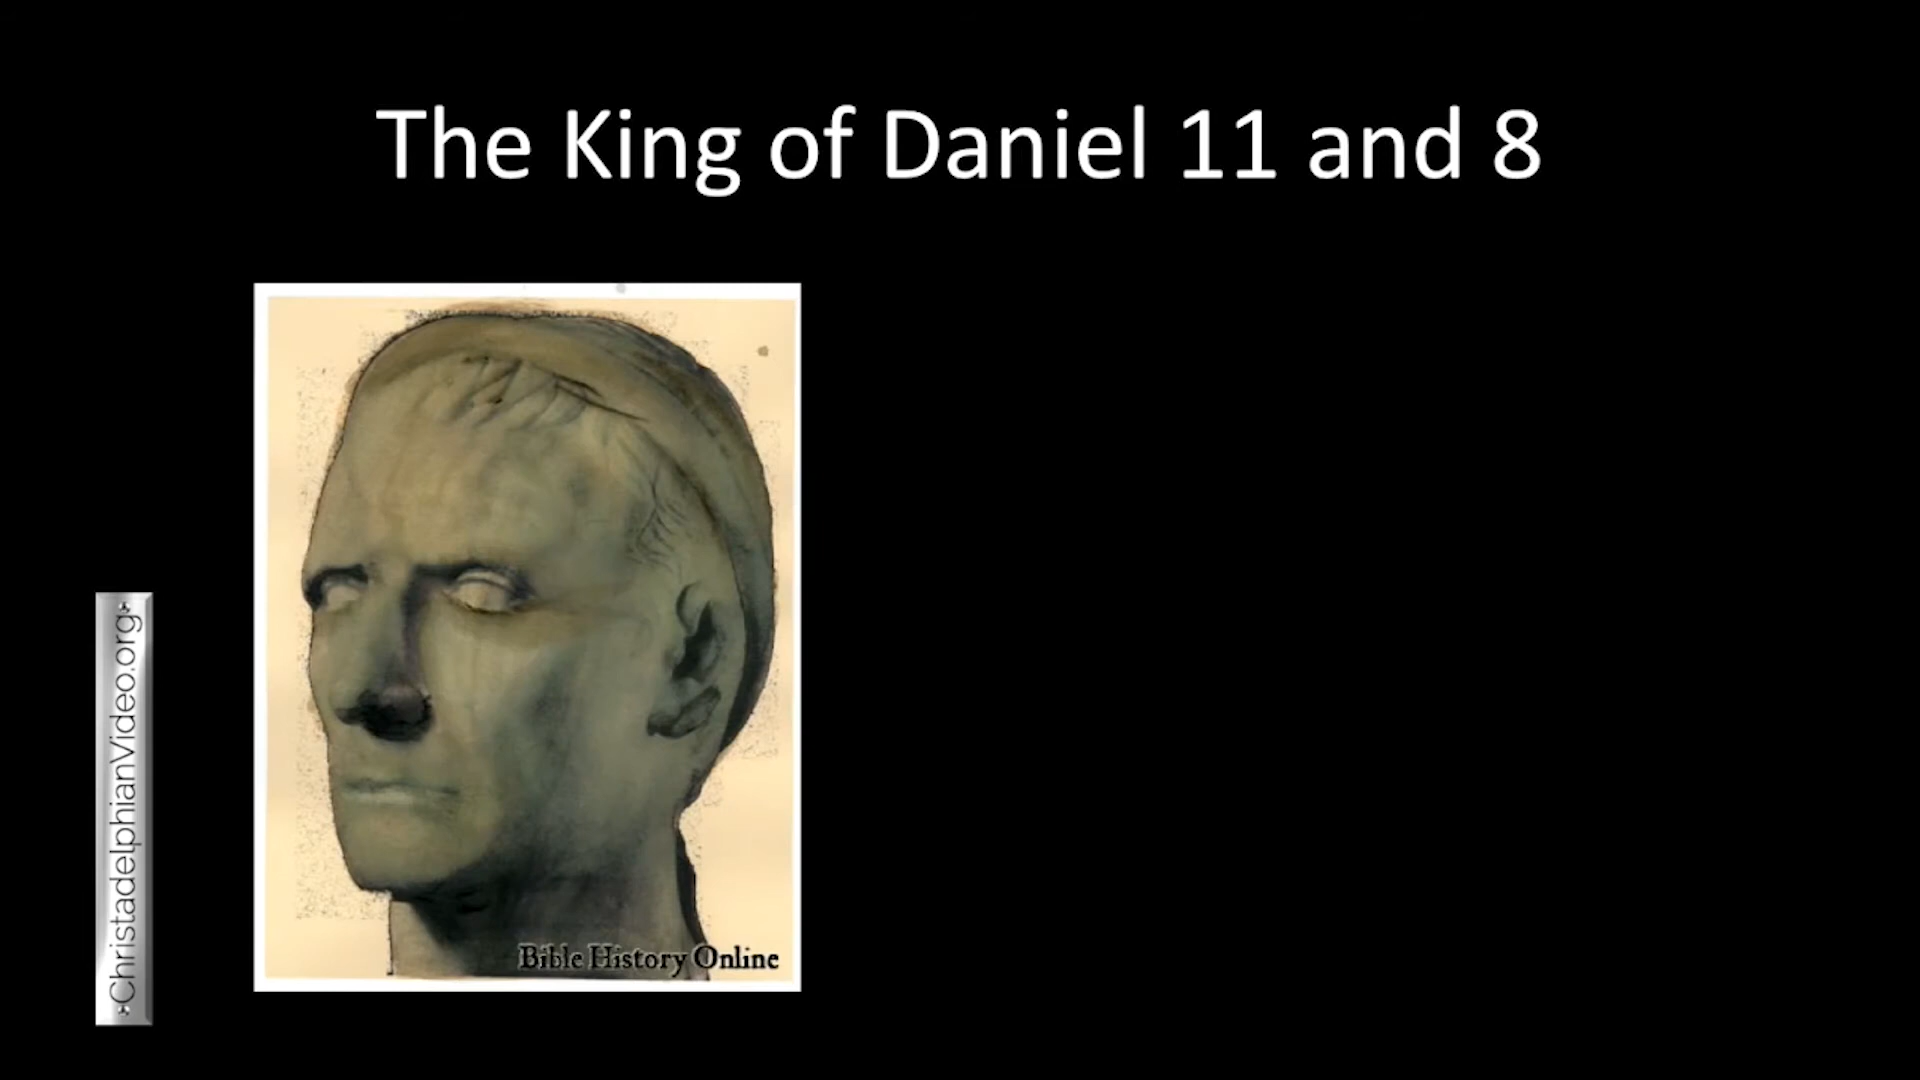 The King of Daniel 11 and 8
Bible History Online
•ChristadelphianVideo.org•